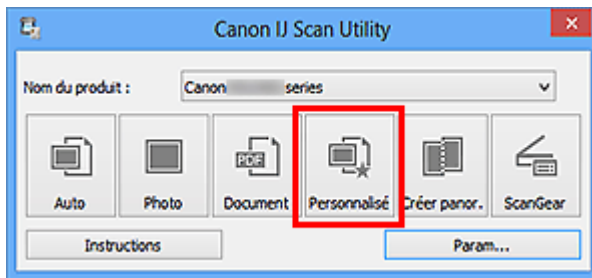 Canon IJ Scan Utility
Nom du produit : Canon series
PDF
Auto Photo Document Personnalisé Créer panor. ScanGear
Instructions Param...